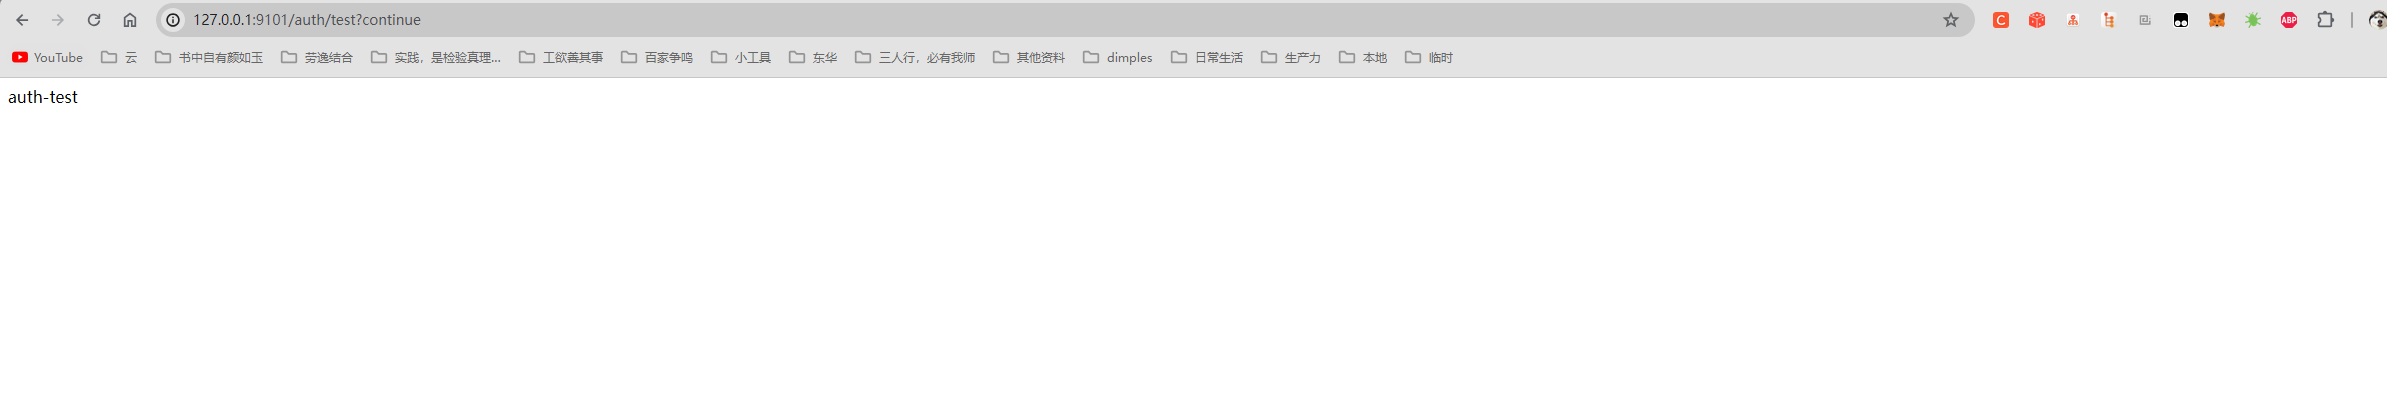 127.0.0.1:9101/auth/test?continue
C ABP
YouTube 云 书中自有颜如玉 劳逸结合 实践，是检验真理... 工欲善其事 百家争鸣 小工具 东华 三人行，必有我师 其他资料 dimples 日常生活 生产力 本地 临时
auth-test